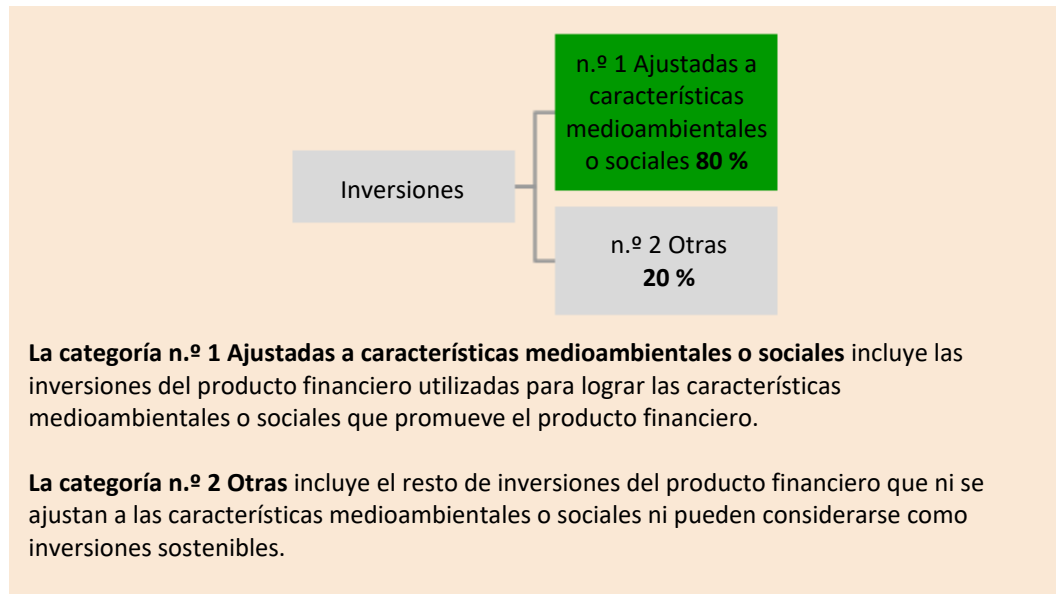 n.º 1 Ajustadas a
características
medioambientales
o sociales 80 %
Inversiones
n.º 2 Otras
20 %
La categoría n.º 1 Ajustadas a características medioambientales o sociales incluye las
inversiones del producto financiero utilizadas para lograr las características
medioambientales o sociales que promueve el producto financiero.
La categoría n.º 2 Otras incluye el resto de inversiones del producto financiero que ni se
ajustan a las características medioambientales o sociales ni pueden considerarse como
inversiones sostenibles.